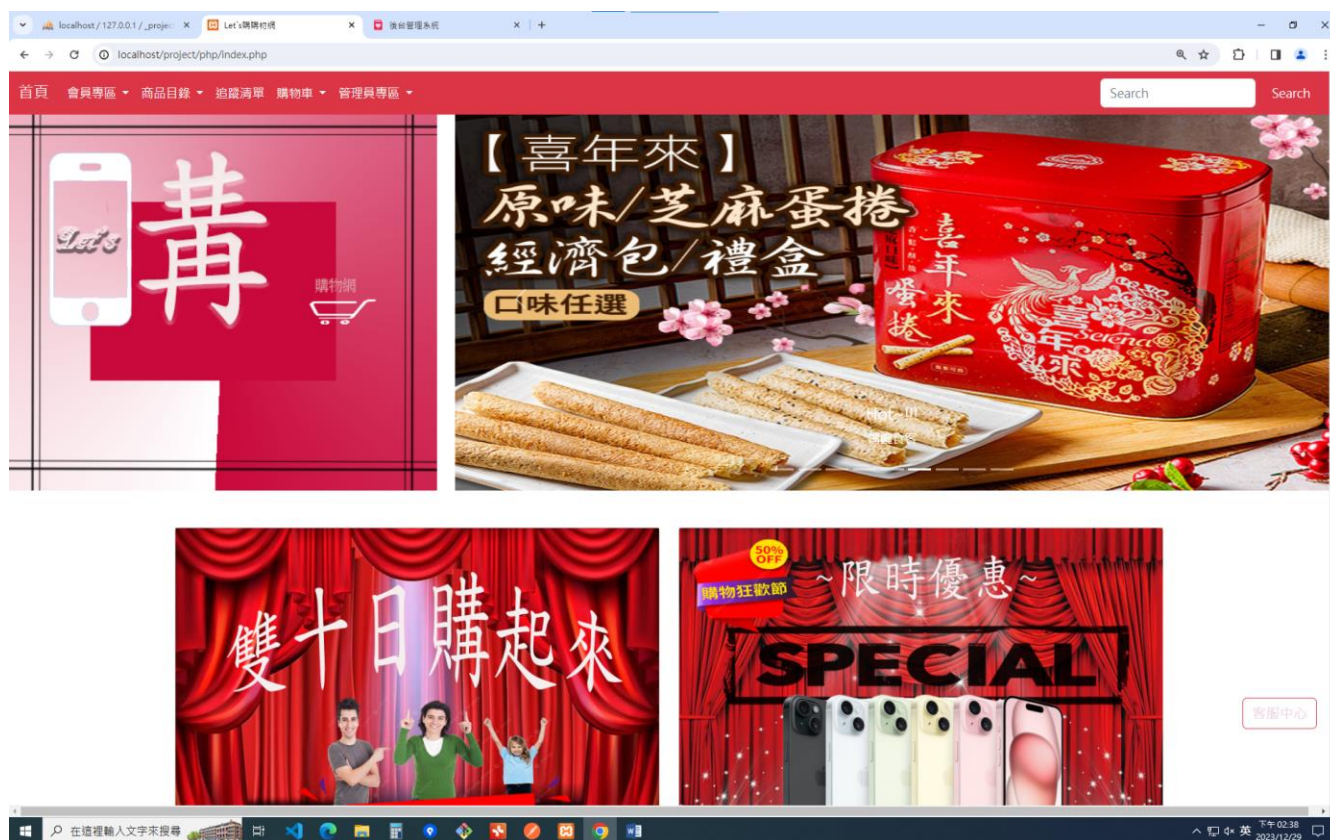 localhost / 127.0.0.1 / _projec
Let's購購物網
後台管理系統
localhost/project/php/index.php
首頁 會員專區 商品目錄 追蹤清單 購物車 管理員專區
Search
Search
Let's
冓
購物網
【喜年來】
原味/芝麻蛋捲
經濟包/禮盒
口味任選
喜年來
蛋捲
喜年來
Serena
雙十日購起來
50%
OFF
購物狂歡節
~限時優惠~
SPECIAL
客服中心
在這裡輸入文字來搜尋
英
下午 02:38
2023/12/29